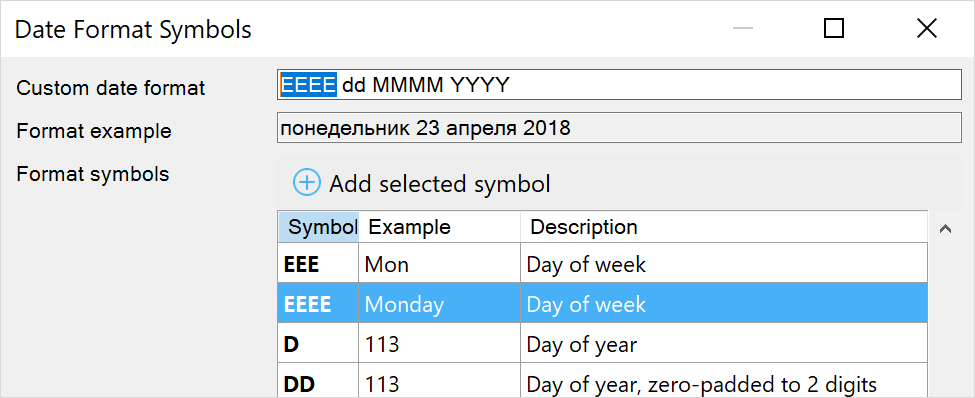 Date Format Symbols
Custom date format EEEE dd MMMM YYYY
Format example понедельник 23 апреля 2018
Format symbols Add selected symbol
Symbol Example Description
EEE Mon Day of week
EEEE Monday Day of week
D 113 Day of year
DD 113 Day of year, zero-padded to 2 digits